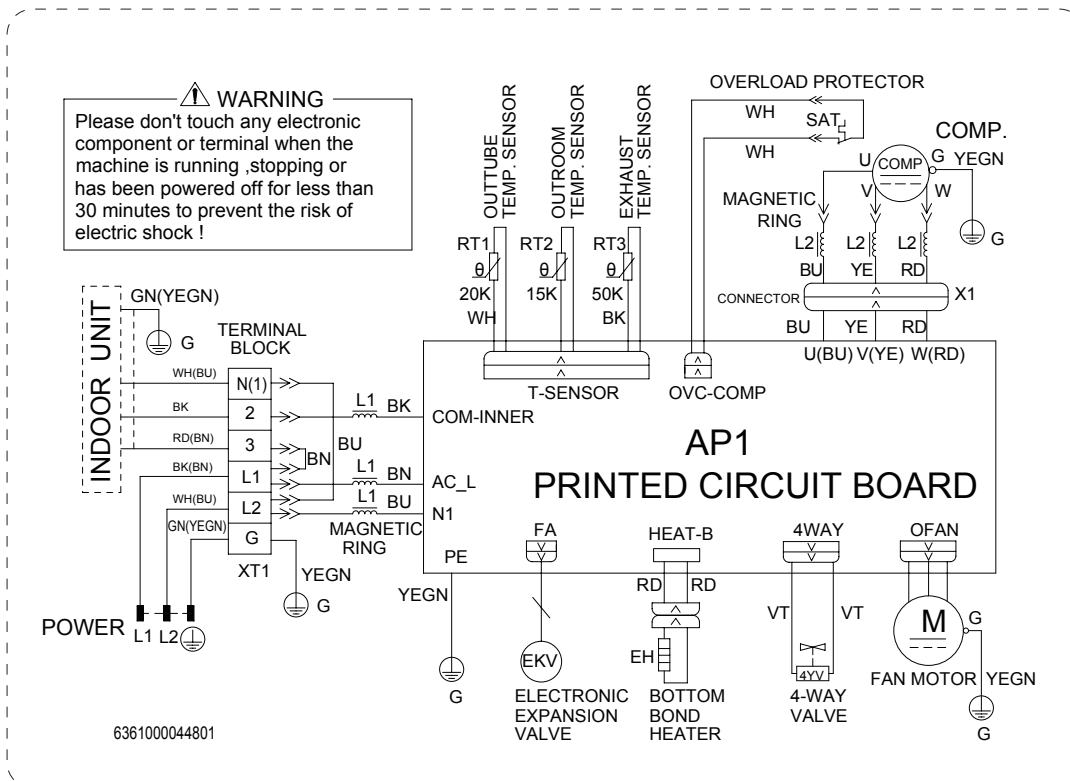 WARNING
Please don't touch any electronic
component or terminal when the
machine is running ,stopping or
has been powered off for less than
30 minutes to prevent the risk of
electric shock !
OUTTUBE
TEMP. SENSOR
OUTROOM
TEMP. SENSOR
EXHAUST
TEMP. SENSOR
RT1
RT2
RT3
θ
θ
θ
20K
15K
50K
WH
BK
OVERLOAD PROTECTOR
WH
SAT
WH
COMP.
U
COMP
G
YEGN
V
W
MAGNETIC
RING
G
L2
L2
L2
BU
YE
RD
CONNECTOR
X1
BU
YE
RD
U(BU)
V(YE)
W(RD)
T-SENSOR
OVC-COMP
INDOOR UNIT
GN(YEGN)
G
TERMINAL
BLOCK
WH(BU)
N(1)
BK
2
L1
BK
COM-INNER
RD(BN)
3
BN
BU
BK(BN)
L1
L1
BN
AC_L
WH(BU)
L2
L1
BU
N1
GN(YEGN)
G
MAGNETIC
RING
XT1
YEGN
G
POWER
L1
L2
AP1
PRINTED CIRCUIT BOARD
PE
YEGN
G
FA
HEAT-B
4WAY
OFAN
RD
RD
VT
VT
M
G
EKV
EH
4YV
ELECTRONIC
EXPANSION
VALVE
BOTTOM
BOND
HEATER
4-WAY
VALVE
FAN MOTOR
YEGN
G
6361000044801